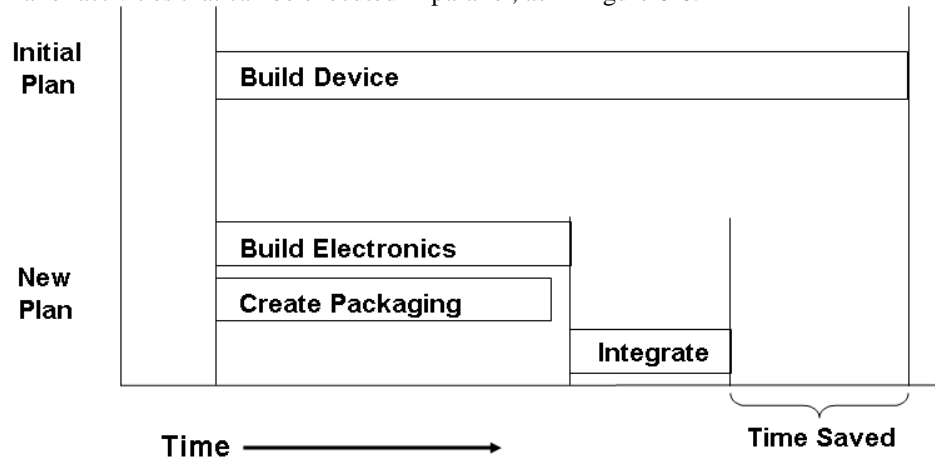 Initial
Plan
Build Device
Build Electronics
New
Plan
Create Packaging
Integrate
Time
Time Saved